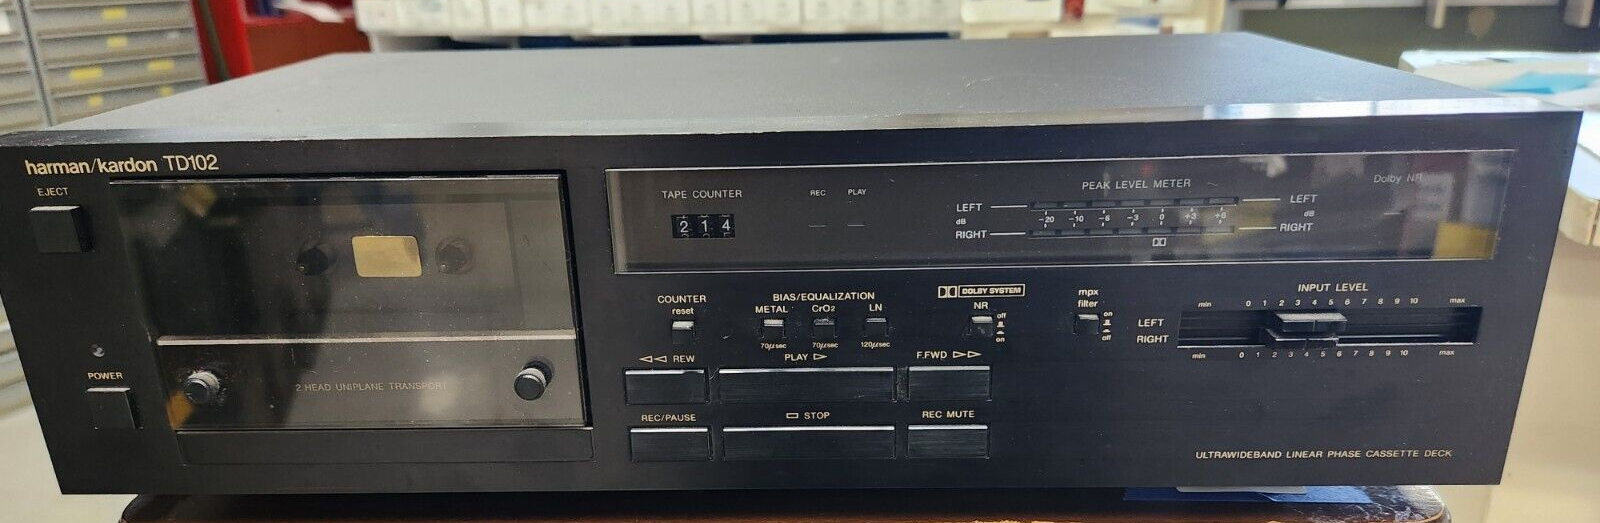 harman/kardon TD102
EJECT
POWER
2 HEAD UNIPLANE TRANSPORT
TAPE COUNTER
2 1 4
REC PLAY
PEAK LEVEL METER
LEFT LEFT
dB -20 -10 -6 -3 0 +3 +6 dB
RIGHT RIGHT
Dolby NR
COUNTER
reset
BIAS/EQUALIZATION
METAL CrO2 LN
70µsec 70µsec 120µsec
DOLBY SYSTEM
NR off
on
mpx
filter on
off
INPUT LEVEL
min 0 1 2 3 4 5 6 7 8 9 10 max
LEFT
RIGHT
min 0 1 2 3 4 5 6 7 8 9 10 max
REW PLAY F.FWD
REC/PAUSE STOP REC MUTE
ULTRAWIDEBAND LINEAR PHASE CASSETTE DECK